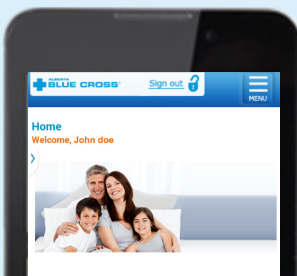 ALBERTA
BLUE CROSS®
Sign out
MENU
Home
Welcome, John doe